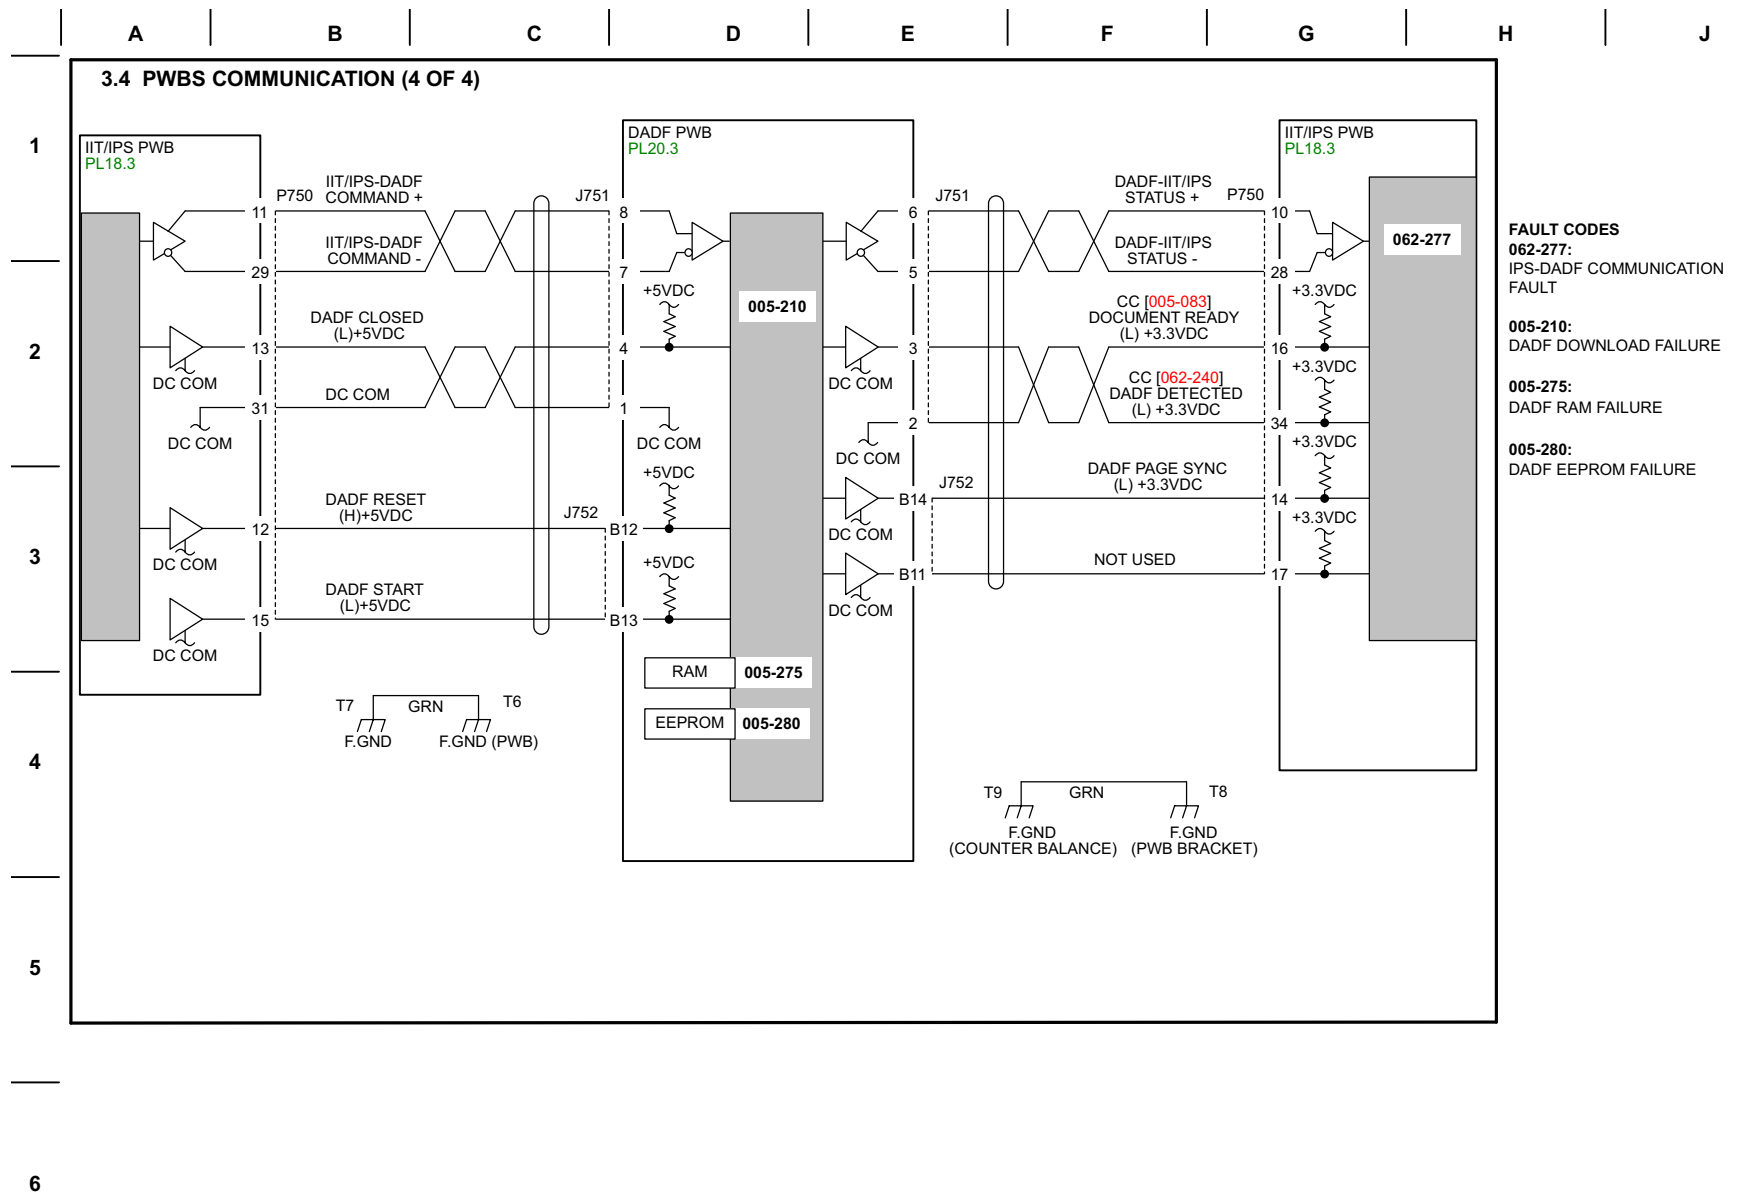 A B C D E F G H J
3.4 PWBS COMMUNICATION (4 OF 4)
1
2
3
4
5
6
IIT/IPS PWB
PL18.3
DC COM
DC COM
DC COM
DC COM
11
29
13
31
12
15
P750
IIT/IPS-DADF
COMMAND +
IIT/IPS-DADF
COMMAND -
DADF CLOSED
(L)+5VDC
DC COM
DADF RESET
(H)+5VDC
DADF START
(L)+5VDC
J751
J752
8
7
4
1
B12
B13
T7
GRN
T6
F.GND
F.GND (PWB)
DADF PWB
PL20.3
+5VDC
DC COM
+5VDC
+5VDC
005-210
RAM
005-275
EEPROM
005-280
DC COM
DC COM
DC COM
DC COM
6
5
3
2
B14
B11
J751
J752
DADF-IIT/IPS
STATUS +
DADF-IIT/IPS
STATUS -
CC [005-083]
DOCUMENT READY
(L) +3.3VDC
CC [062-240]
DADF DETECTED
(L) +3.3VDC
DADF PAGE SYNC
(L) +3.3VDC
NOT USED
P750
10
28
16
34
14
17
T9
GRN
T8
F.GND
(COUNTER BALANCE)
F.GND
(PWB BRACKET)
IIT/IPS PWB
PL18.3
+3.3VDC
+3.3VDC
+3.3VDC
+3.3VDC
062-277
FAULT CODES
062-277:
IPS-DADF COMMUNICATION
FAULT
005-210:
DADF DOWNLOAD FAILURE
005-275:
DADF RAM FAILURE
005-280:
DADF EEPROM FAILURE